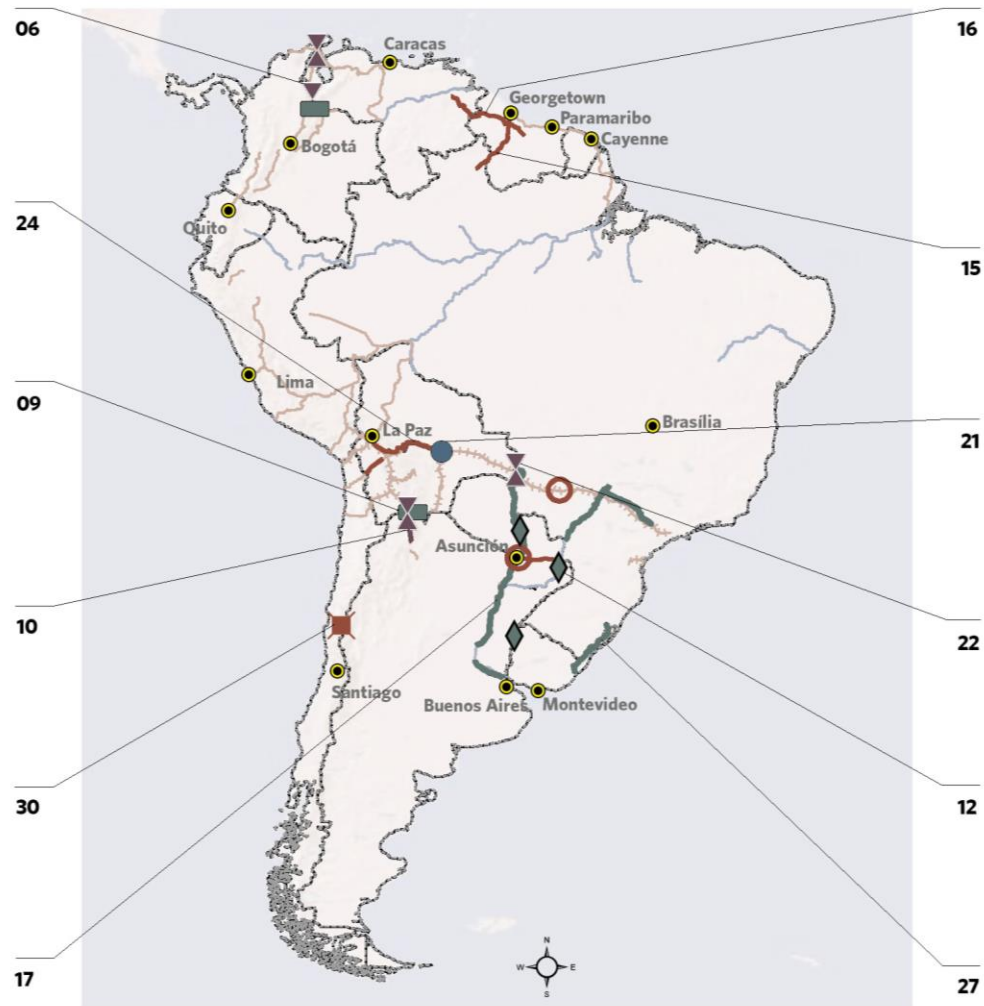 06
16
Caracas
Georgetown
Paramaribo
Cayenne
Bogotá
24
Quito
15
Lima
09
Brasília
La Paz
21
Asunción
10
22
Santiago
Buenos Aires
Montevideo
30
12
N
W
E
S
17
27